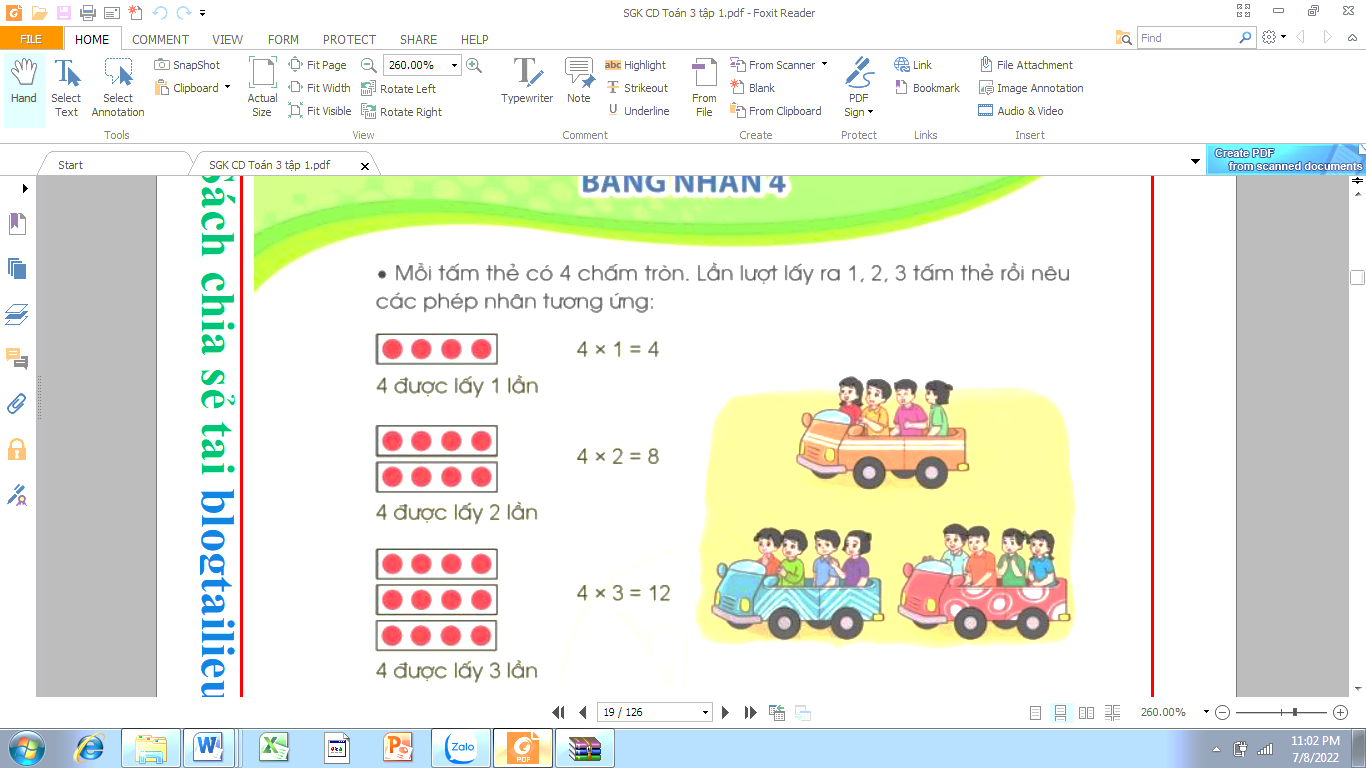 SGK CD Toán 3 tập 1.pdf - Foxit Reader
FILE HOME COMMENT VIEW FORM PROTECT SHARE HELP
Find
Hand
Select Text
Select Annotation
SnapShot
Clipboard
Tools
Actual Size
Fit Page
Fit Width
Fit Visible
260.00%
Rotate Left
Rotate Right
View
Typewriter
Note
abc Highlight
Strikeout
Underline
Comment
From File
From Scanner
Blank
From Clipboard
Create
PDF Sign
Protect
Link
Bookmark
Links
File Attachment
Image Annotation
Audio & Video
Insert
Start
SGK CD Toán 3 tập 1.pdf
Create PDF
from scanned documents
BẢNG NHÂN 4
Sách chia sẻ tại blogtailieu
• Mỗi tấm thẻ có 4 chấm tròn. Lần lượt lấy ra 1, 2, 3 tấm thẻ rồi nêu
các phép nhân tương ứng:
4 × 1 = 4
4 được lấy 1 lần
4 × 2 = 8
4 được lấy 2 lần
4 × 3 = 12
4 được lấy 3 lần
19 / 126
260.00%
Zalo
PDF
11:02 PM
7/8/2022